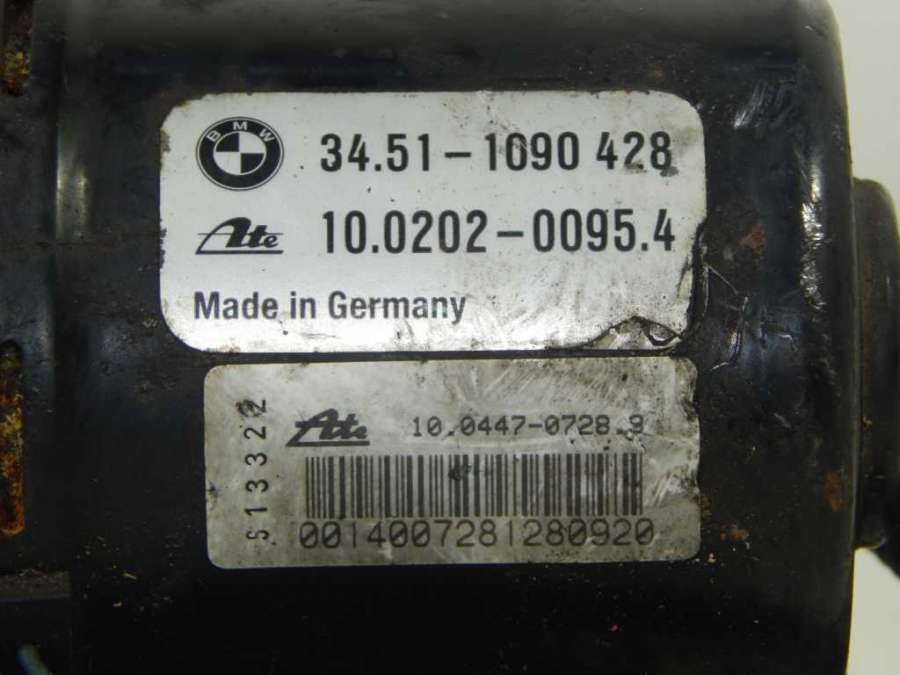 BMW
34.51-1090 428
Ate 10.0202-0095.4
Made in Germany
Ate 10.0447-0728.3
S13322
00140072812809​20